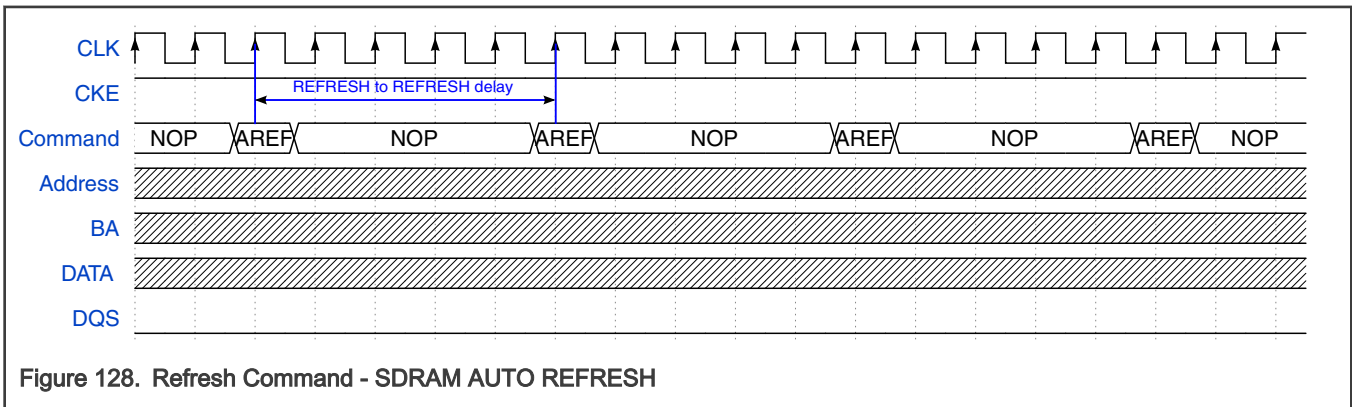 CLK
REFRESH to REFRESH delay
CKE
Command NOP AREF NOP AREF NOP AREF NOP AREF NOP
Address
BA
DATA
DQS
Figure 128. Refresh Command - SDRAM AUTO REFRESH